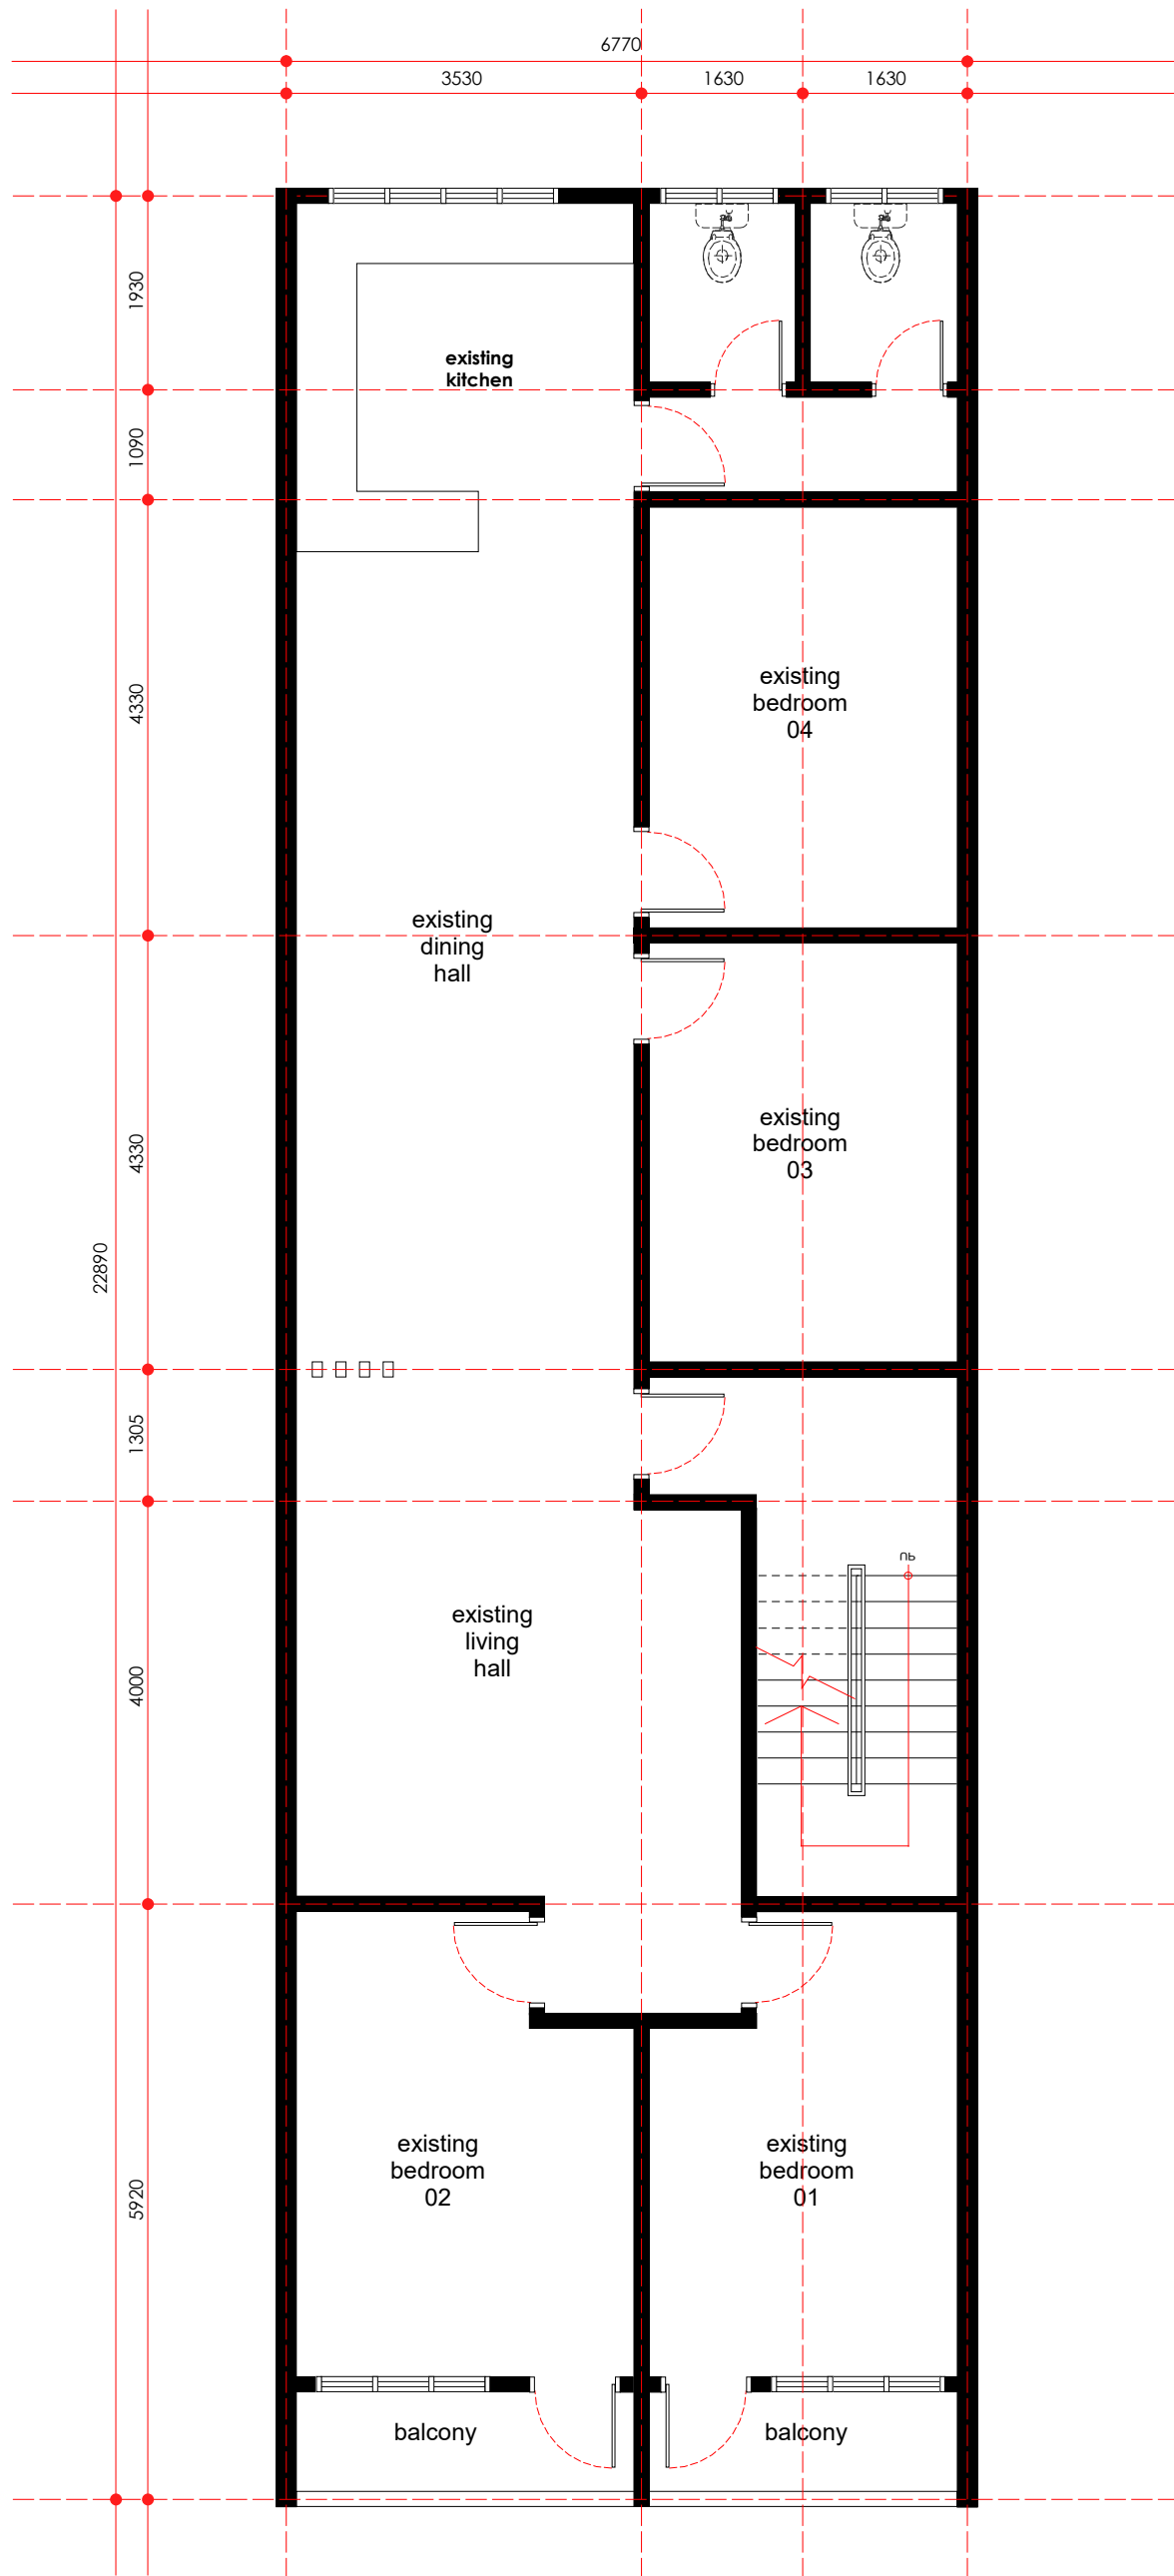 6770
3530
1630
1630
1930
existing
kitchen
1090
existing
bedroom
04
4330
existing
dining
hall
existing
bedroom
03
4330
22890
1305
up
existing
living
hall
4000
existing
bedroom
02
existing
bedroom
01
5920
balcony
balcony